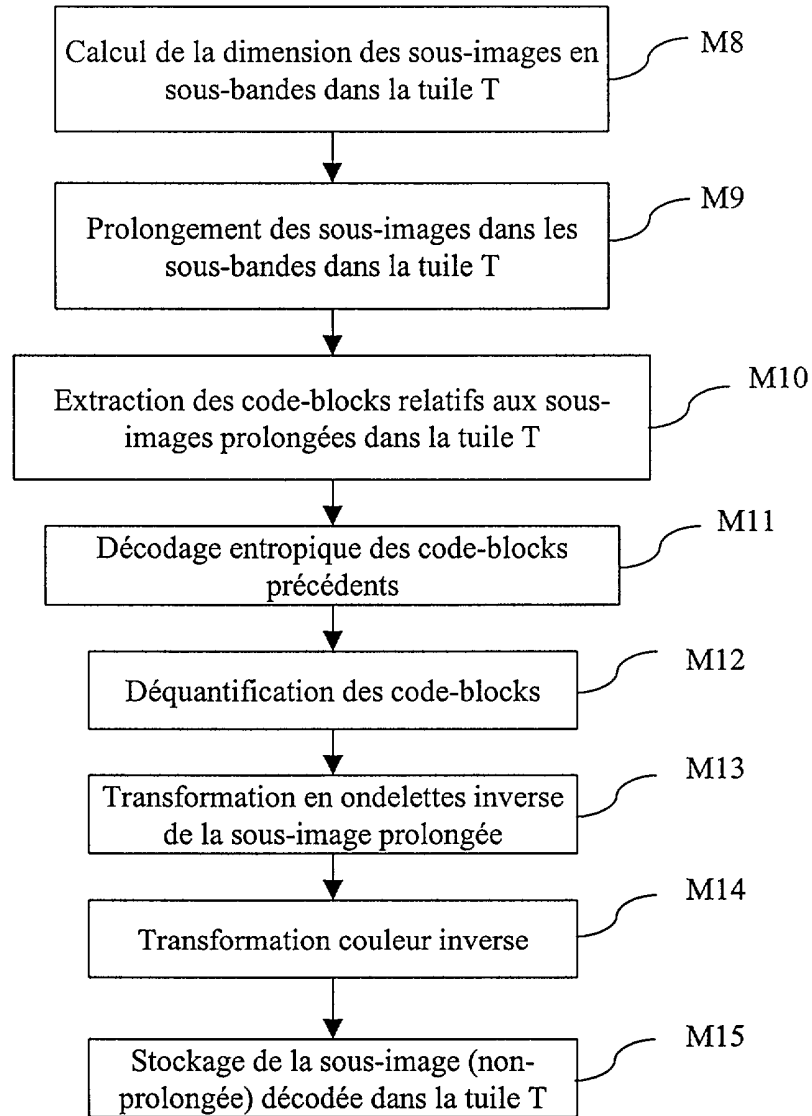 Calcul de la dimension des sous-images en
sous-bandes dans la tuile T
M8
Prolongement des sous-images dans les
sous-bandes dans la tuile T
M9
Extraction des code-blocks relatifs aux sous-
images prolongées dans la tuile T
M10
Décodage entropique des code-blocks
précédents
M11
Déquantification des code-blocks
M12
Transformation en ondelettes inverse
de la sous-image prolongée
M13
Transformation couleur inverse
M14
Stockage de la sous-image (non-
prolongée) décodée dans la tuile T
M15